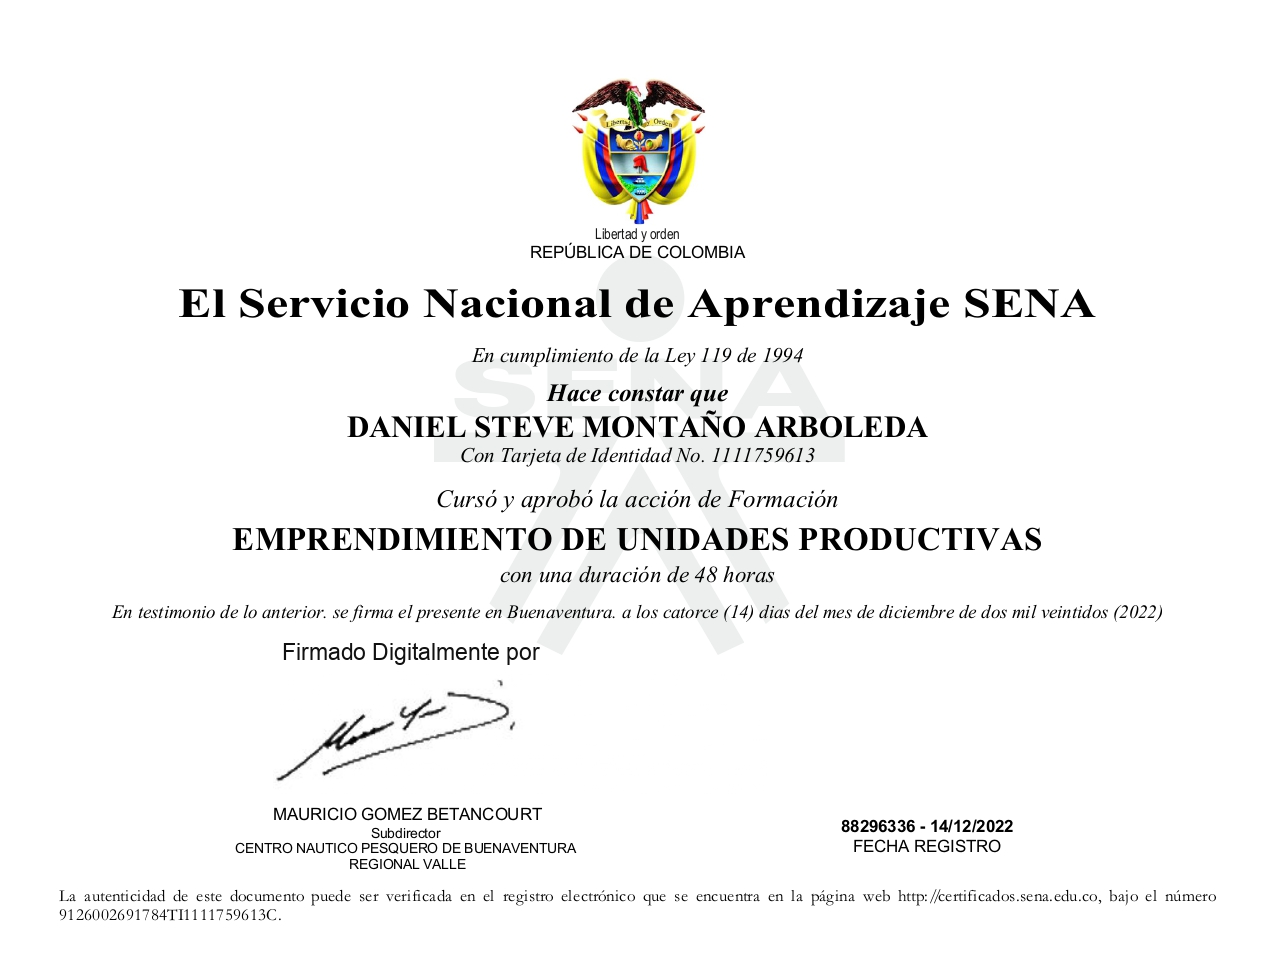 Libertad y Orden
Libertad y orden
REPÚBLICA DE COLOMBIA
El Servicio Nacional de Aprendizaje SENA
En cumplimiento de la Ley 119 de 1994
SENA
Hace constar que
DANIEL STEVE MONTAÑO ARBOLEDA
Con Tarjeta de Identidad No. 1111759613
Cursó y aprobó la acción de Formación
EMPRENDIMIENTO DE UNIDADES PRODUCTIVAS
con una duración de 48 horas
En testimonio de lo anterior. se firma el presente en Buenaventura. a los catorce (14) dias del mes de diciembre de dos mil veintidos (2022)
Firmado Digitalmente por
MAURICIO GOMEZ BETANCOURT
Subdirector
CENTRO NAUTICO PESQUERO DE BUENAVENTURA
REGIONAL VALLE
88296336 - 14/12/2022
FECHA REGISTRO
La autenticidad de este documento puede ser verificada en el registro electrónico que se encuentra en la página web http://certificados.sena.edu.co, bajo el número
9126002691784TI1111759613C.